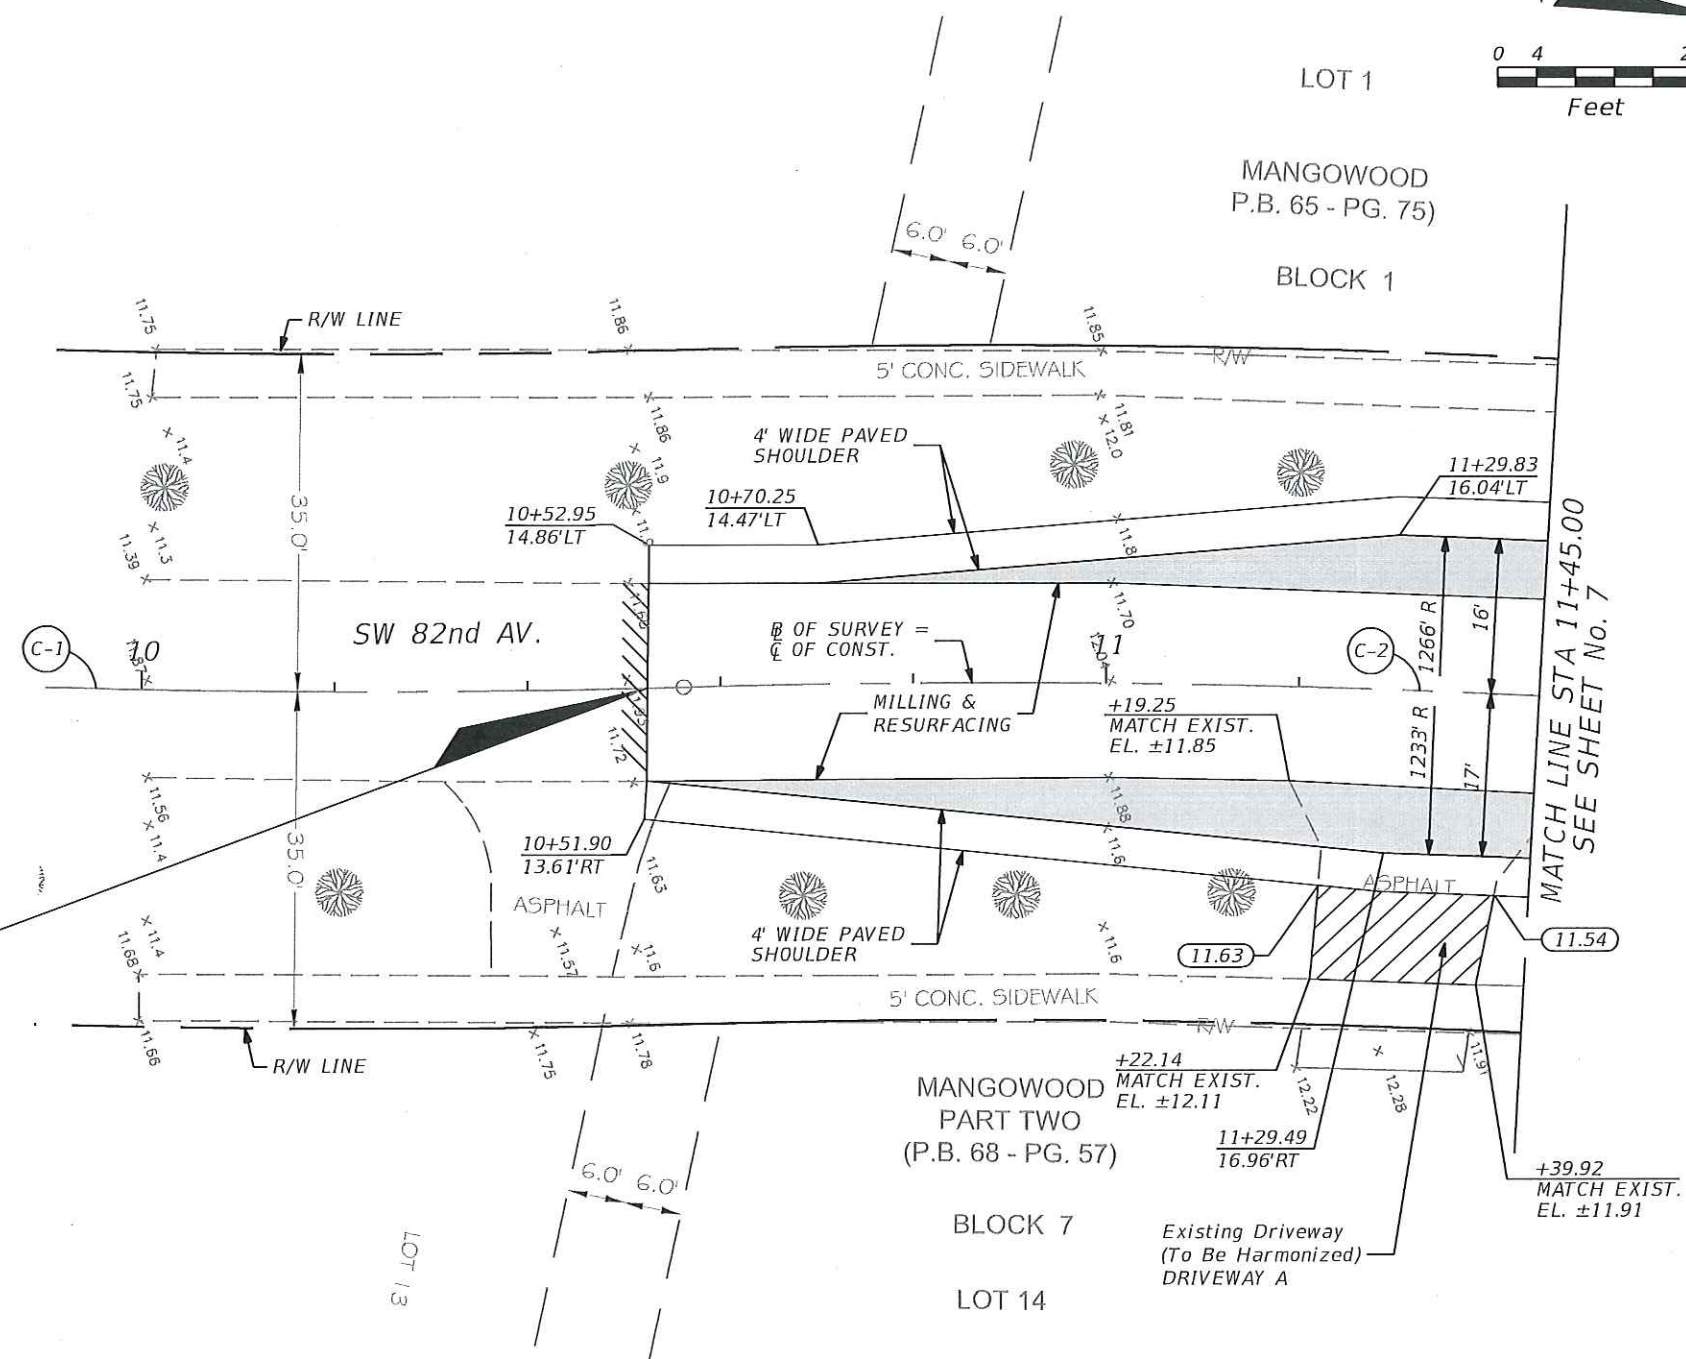 0 4
Feet
LOT 1
MANGOWOOD
P.B. 65 - PG. 75)
BLOCK 1
6.0' 6.0'
R/W LINE
11.75
11.86
11.85
R/W
5' CONC. SIDEWALK
11.75
11.86
11.81
12.0
11.4
11.9
4' WIDE PAVED
SHOULDER
11+29.83
16.04'LT
10+70.25
14.47'LT
10+52.95
14.86'LT
35.0'
11.39
11.3
11.8
11.70
SW 82nd AV.
C-1
10
B OF SURVEY =
C OF CONST.
11
12.04
C-2
1266' R
16'
MILLING &
RESURFACING
11.95
11.72
+19.25
MATCH EXIST.
EL. ±11.85
1233' R
17'
MATCH LINE STA 11+45.00
SEE SHEET No. 7
11.56
11.4
11.88
11.6
35.0'
10+51.90
13.61'RT
11.63
ASPHALT
ASPHALT
4' WIDE PAVED
SHOULDER
11.4
11.68
11.57
11.6
11.6
11.63
11.54
5' CONC. SIDEWALK
R/W
R/W LINE
11.66
11.75
11.78
11.91
12.22
12.28
+22.14
MATCH EXIST.
EL. ±12.11
MANGOWOOD
PART TWO
(P.B. 68 - PG. 57)
11+29.49
16.96'RT
+39.92
MATCH EXIST.
EL. ±11.91
6.0' 6.0'
BLOCK 7
Existing Driveway
(To Be Harmonized)
DRIVEWAY A
LOT 13
LOT 14